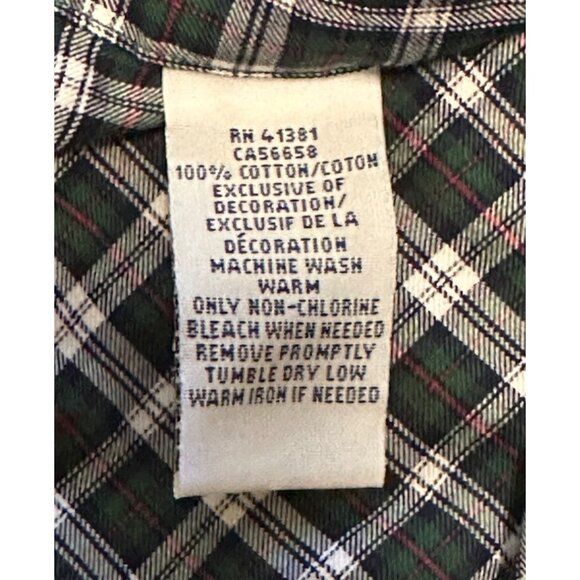 RN 41381
CA56658
100% COTTON/COTON
EXCLUSIVE OF
DECORATION/
EXCLUSIF DE LA
DÉCORATION
MACHINE WASH
WARM
ONLY NON-CHLORINE
BLEACH WHEN NEEDED
REMOVE PROMPTLY
TUMBLE DRY LOW
WARM IRON IF NEEDED